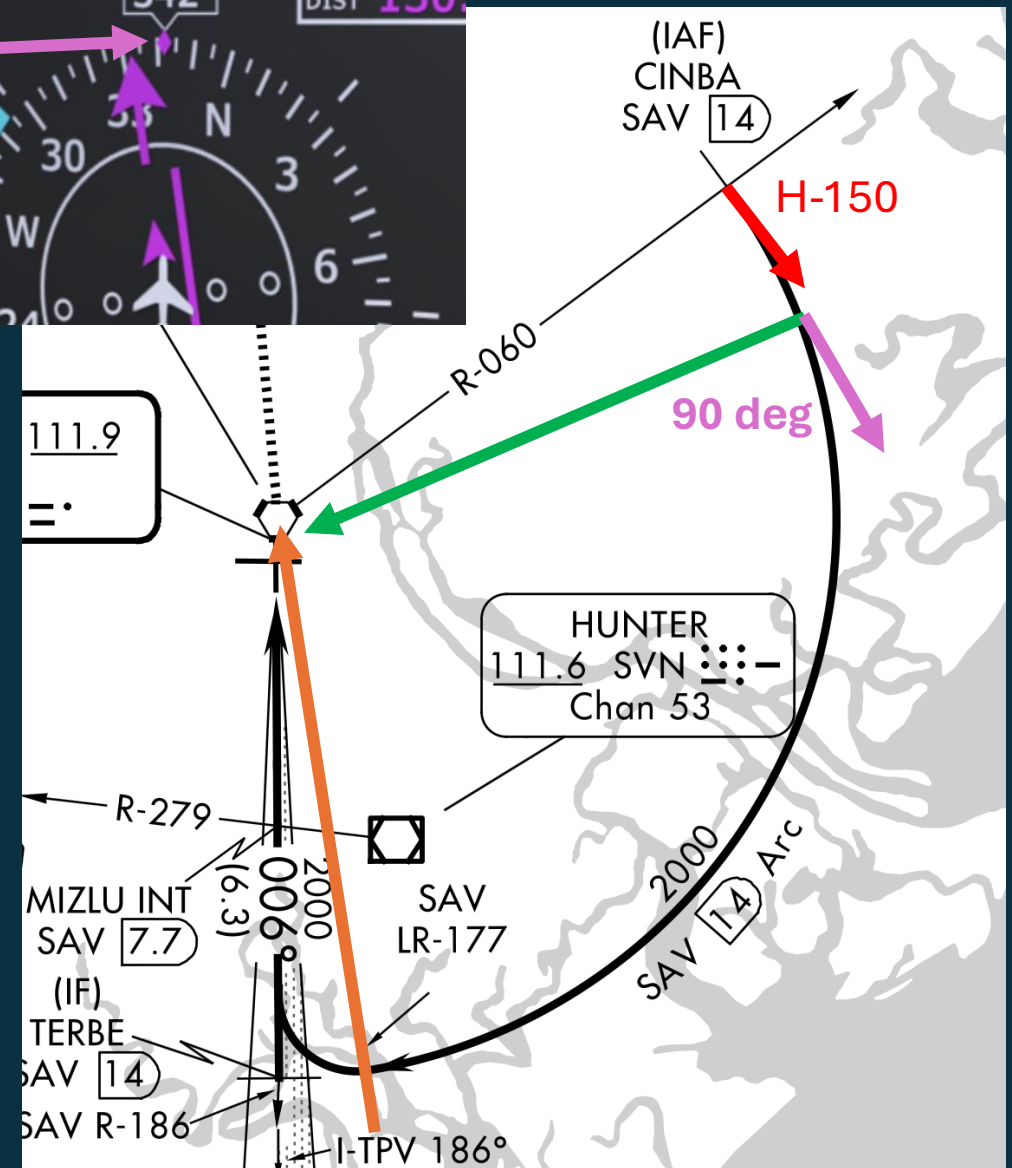 DIST
33
N
30
3
W
6
(IAF)
CINBA
SAV 14
H-150
R-060
111.9
90 deg
HUNTER
111.6 SVN
Chan 53
R-279
2000
006°
(6.3)
MIZLU INT
SAV 7.7
SAV
LR-177
2000
SAV 14 Arc
(IF)
TERBE
SAV 14
SAV R-186
I-TPV 186°